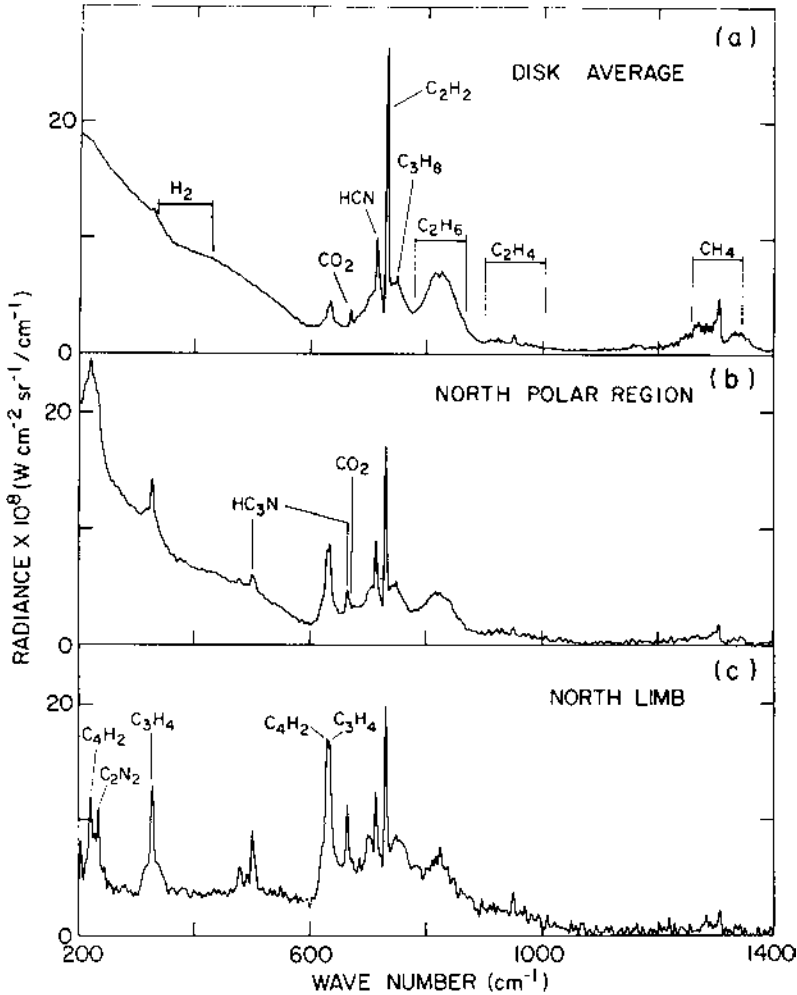 (a)
DISK AVERAGE
C2H2
20
C3H8
H2
HCN
C2H6
CO2
C2H4
CH4
0
(b)
NORTH POLAR REGION
20
CO2
HC3N
0
(c)
NORTH LIMB
20
C3H4
C4H2
C3H4
C4H2
C2N2
0
200
600
1000
1400
WAVE NUMBER (cm-1)
RADIANCE X 10^8 (W cm-2 sr-1/cm-1)